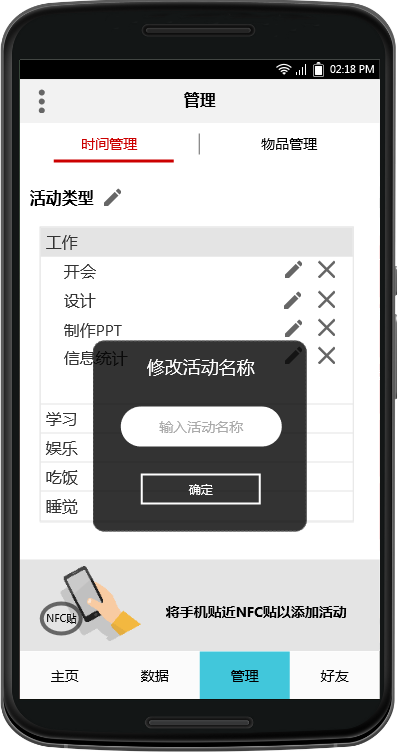 02:18 PM
管理
时间管理
物品管理
活动类型
工作
开会
设计
制作PPT
信息统计
修改活动名称
输入活动名称
确定
学习
娱乐
吃饭
睡觉
NFC贴
将手机贴近NFC贴以添加活动
主页
数据
管理
好友